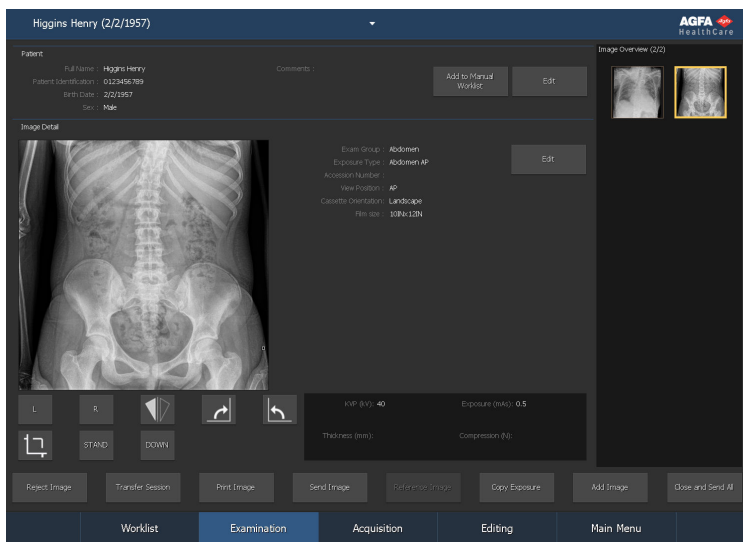 Higgins Henry (2/2/1957)
AGFA
HealthCare
Patient
Full Name : Higgins Henry
Patient Identification : 0123456789
Birth Date : 2/2/1957
Sex : Male
Comments :
Add to Manual
Worklist
Edit
Image Overview (2/2)
Image Detail
Exam Group : Abdomen
Exposure Type : Abdomen AP
Accession Number :
View Position : AP
Cassette Orientation: Landscape
Film size : 10INx12IN
Edit
L
R
STAND
DOWN
KVP (kV): 40
Exposure (mAs): 0.5
Thickness (mm):
Compression (N):
Reject Image
Transfer Session
Print Image
Send Image
Reference Image
Copy Exposure
Add Image
Close and Send All
Worklist
Examination
Acquisition
Editing
Main Menu